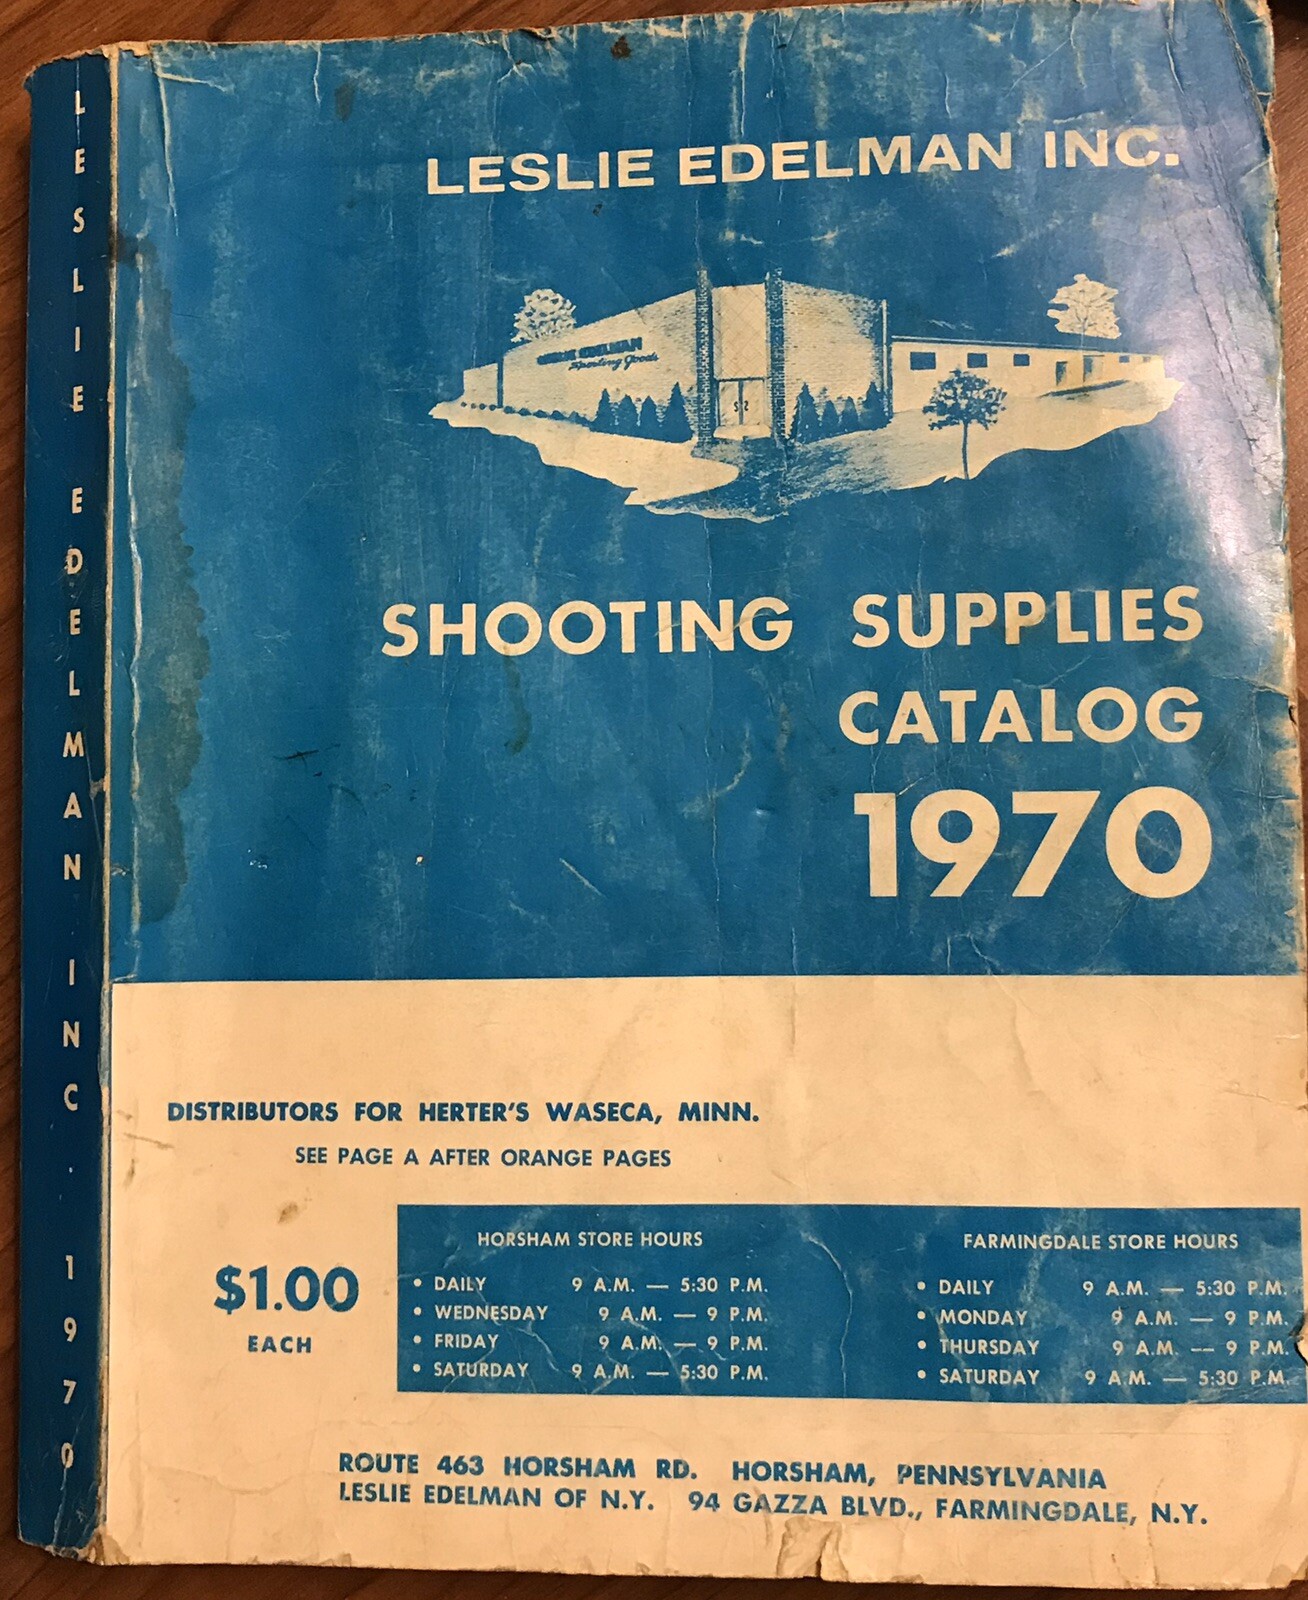 LESLIE EDELMAN INC. 1970
LESLIE EDELMAN INC.
EDELMAN
Sporting Goods
SHOOTING SUPPLIES
CATALOG
1970
DISTRIBUTORS FOR HERTER'S WASECA, MINN.
SEE PAGE A AFTER ORANGE PAGES
$1.00
EACH
HORSHAM STORE HOURS
• DAILY 9 A.M. — 5:30 P.M.
• WEDNESDAY 9 A.M. — 9 P.M.
• FRIDAY 9 A.M. — 9 P.M.
• SATURDAY 9 A.M. — 5:30 P.M.
FARMINGDALE STORE HOURS
• DAILY 9 A.M. — 5:30 P.M.
• MONDAY 9 A.M. — 9 P.M.
• THURSDAY 9 A.M. — 9 P.M.
• SATURDAY 9 A.M. — 5:30 P.M.
ROUTE 463 HORSHAM RD. HORSHAM, PENNSYLVANIA
LESLIE EDELMAN OF N.Y. 94 GAZZA BLVD., FARMINGDALE, N.Y.